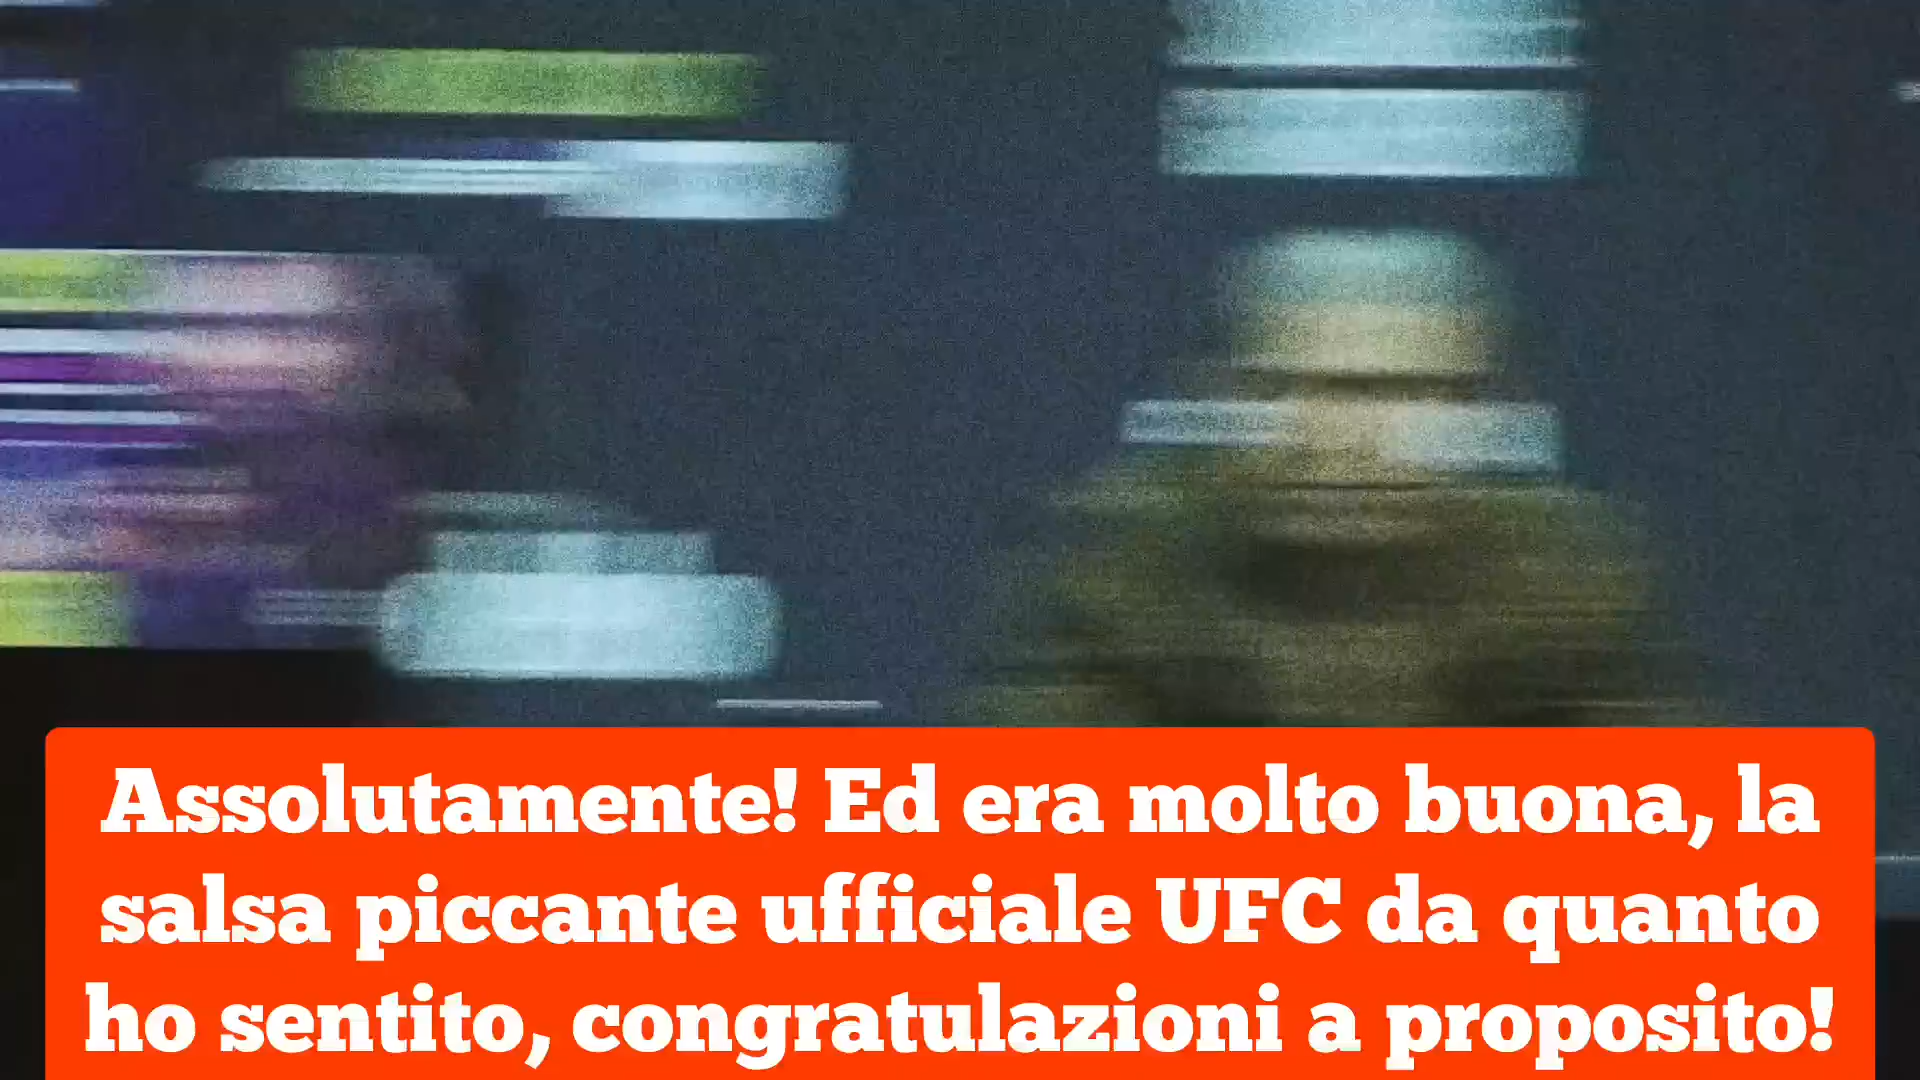 Assolutamente! Ed era molto buona, la
salsa piccante ufficiale UFC da quanto
ho sentito, congratulazioni a proposito!